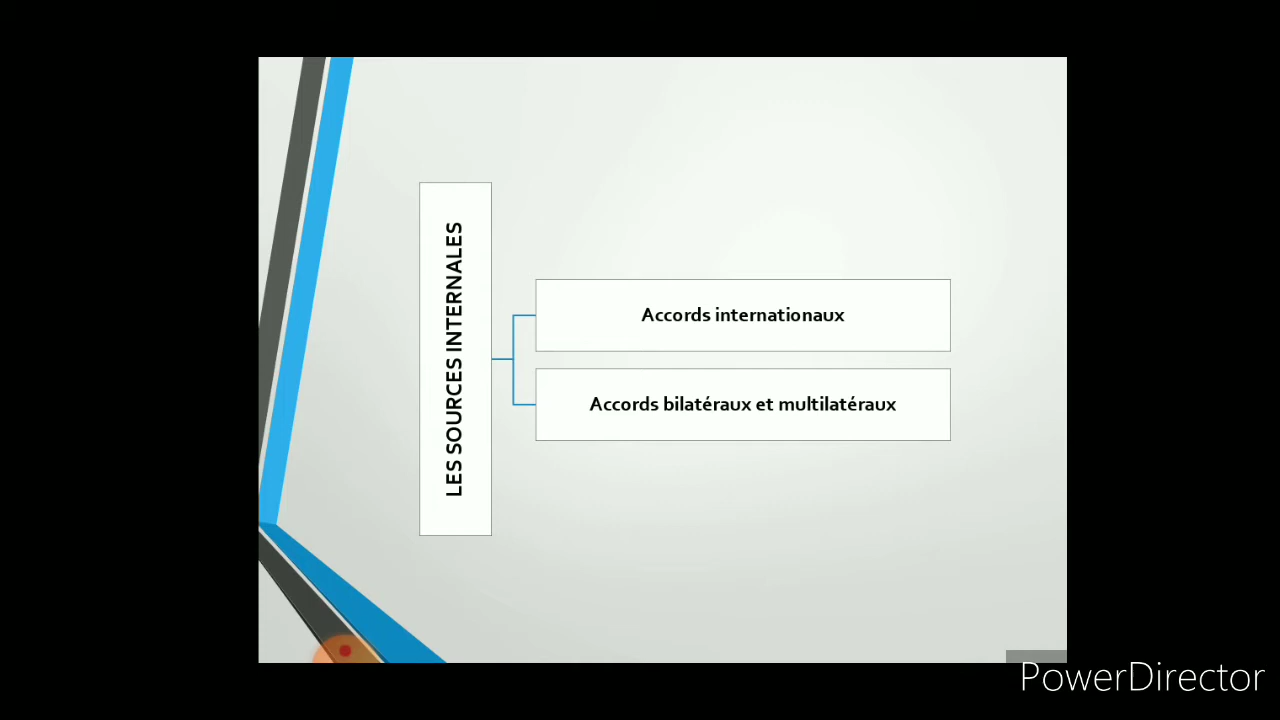 LES SOURCES INTERNALES
Accords internationaux
Accords bilatéraux et multilatéraux
PowerDirector